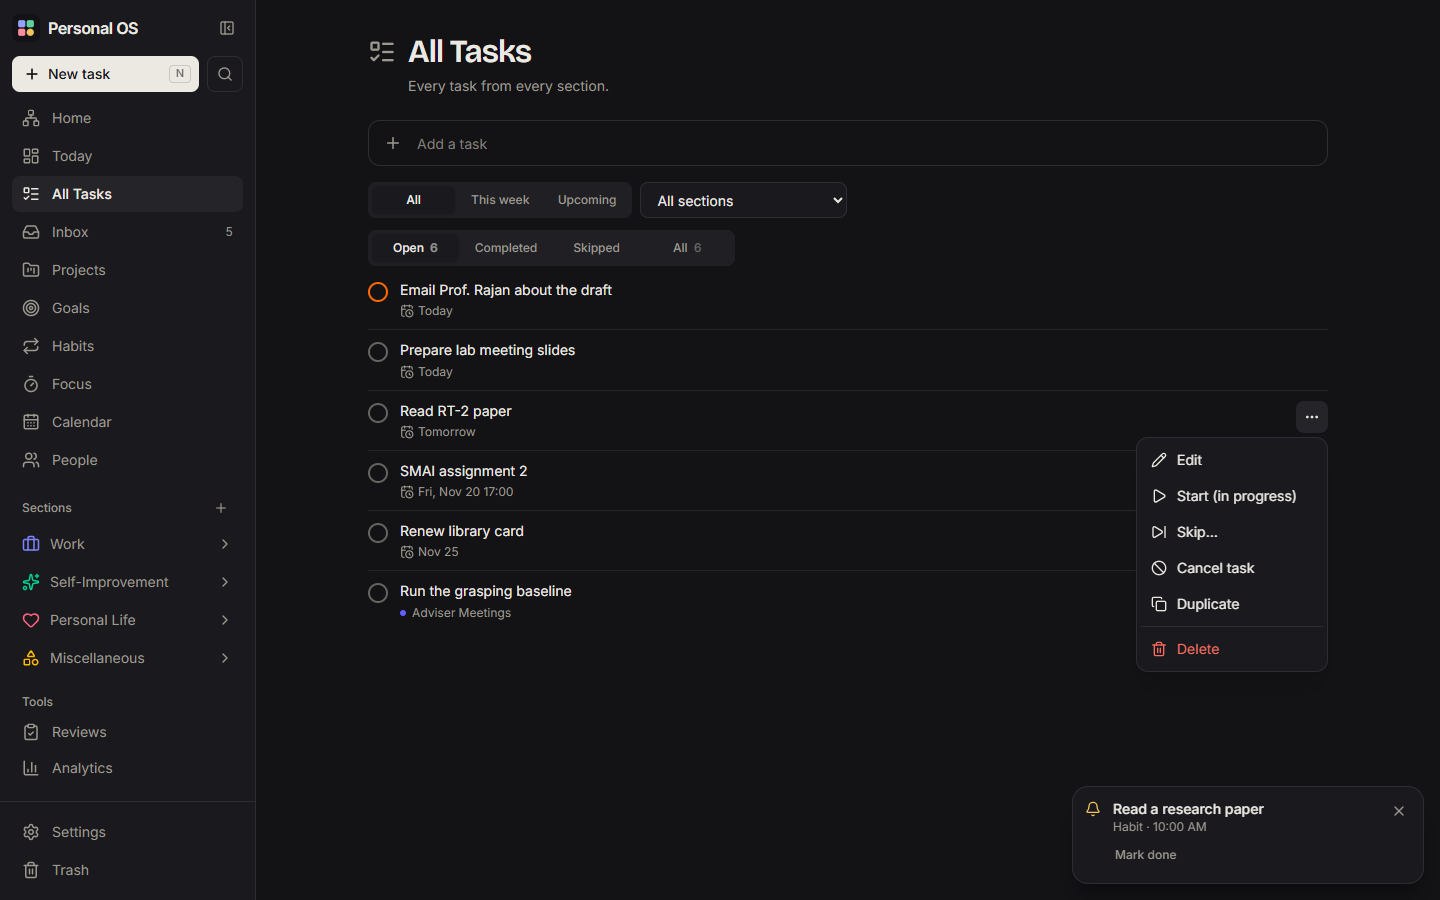 Personal OS
New task N
Home
Today
All Tasks
Inbox 5
Projects
Goals
Habits
Focus
Calendar
People
Sections
Work
Self-Improvement
Personal Life
Miscellaneous
Tools
Reviews
Analytics
Settings
Trash
All Tasks
Every task from every section.
Add a task
All This week Upcoming All sections
Open 6 Completed Skipped All 6
Email Prof. Rajan about the draft
Today
Prepare lab meeting slides
Today
Read RT-2 paper
Tomorrow
SMAI assignment 2
Fri, Nov 20 17:00
Renew library card
Nov 25
Run the grasping baseline
Adviser Meetings
Edit
Start (in progress)
Skip...
Cancel task
Duplicate
Delete
Read a research paper
Habit · 10:00 AM
Mark done